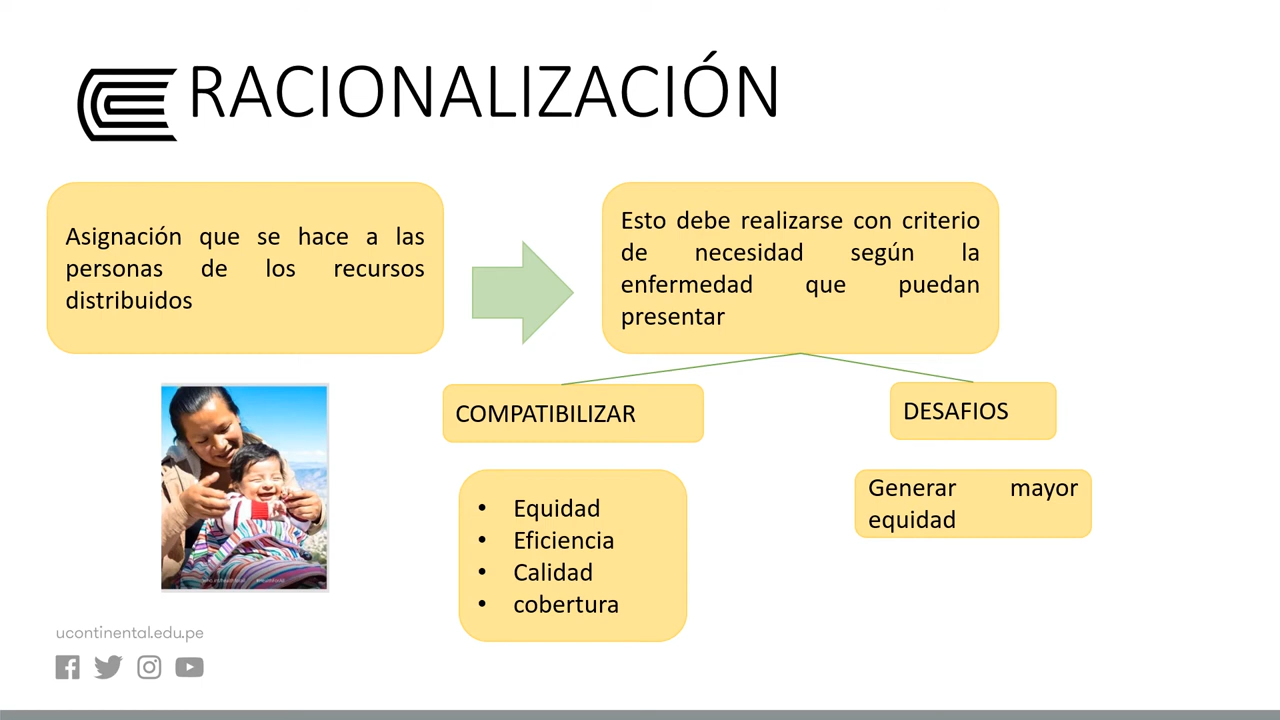 RACIONALIZACIÓN
Asignación que se hace a las
personas de los recursos
distribuidos
Esto debe realizarse con criterio
de necesidad según la
enfermedad que puedan
presentar
COMPATIBILIZAR
DESAFIOS
• Equidad
• Eficiencia
• Calidad
• cobertura
Generar mayor
equidad
ucontinental.edu.pe